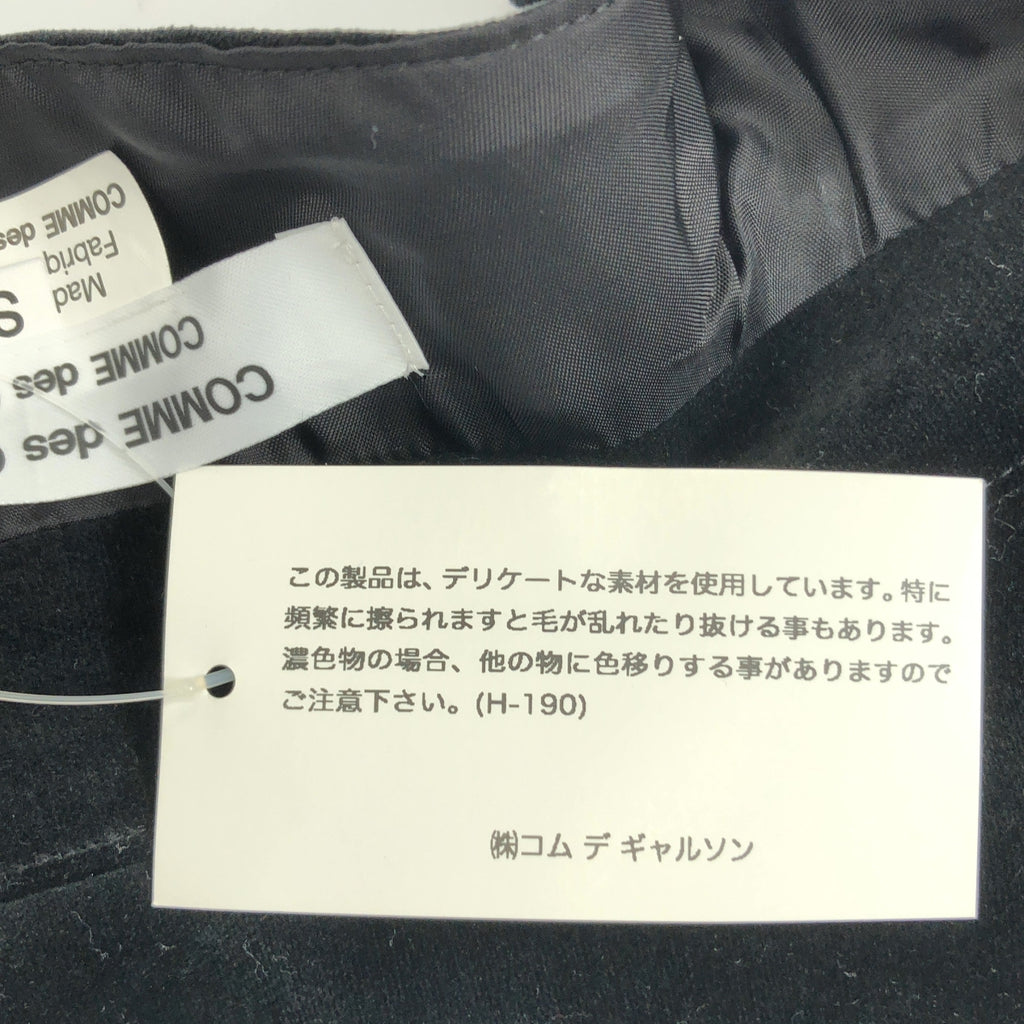 COMME des
Fabriq
Mad
S
COMME des
COMME des
この製品は、デリケートな素材を使用しています。特に
頻繁に擦られますと毛が乱れたり抜ける事もあります。
濃色物の場合、他の物に色移りする事がありますので
ご注意下さい。(H-190)
㈱コム デ ギャルソン